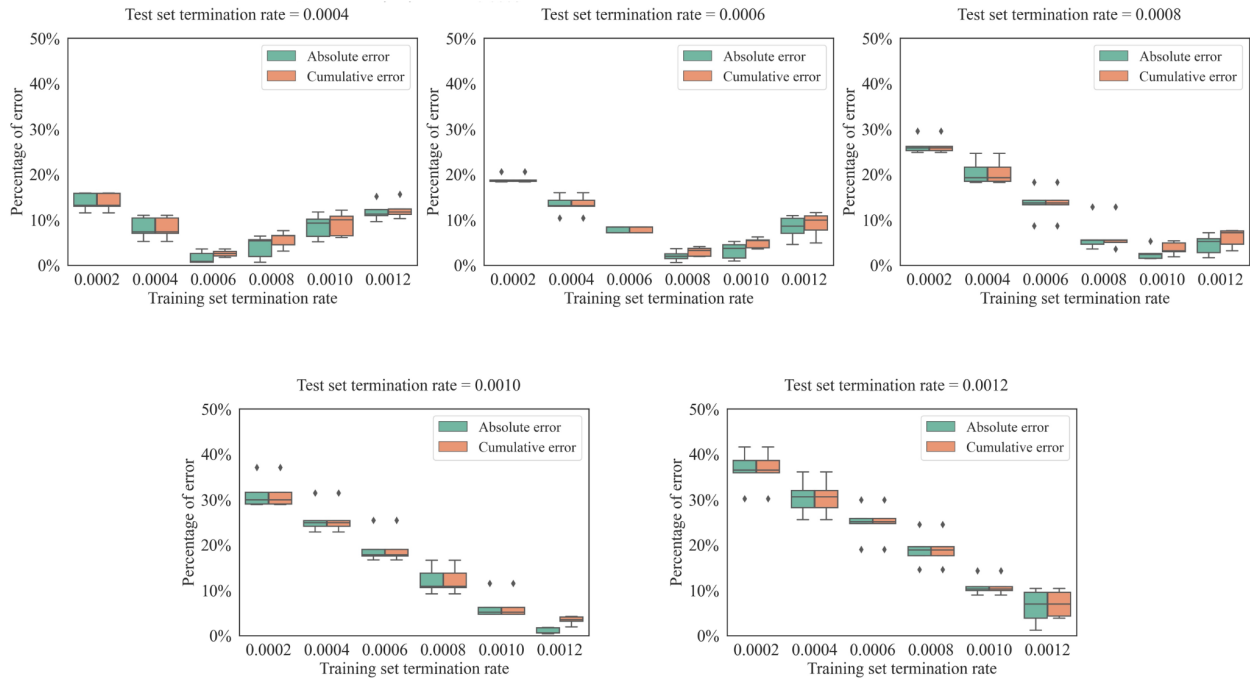 Test set termination rate = 0.0004
50%
40%
30%
20%
10%
0%
Percentage of error
Absolute error
Cumulative error
0.0002 0.0004 0.0006 0.0008 0.0010 0.0012
Training set termination rate
Test set termination rate = 0.0006
50%
40%
30%
20%
10%
0%
Percentage of error
Absolute error
Cumulative error
0.0002 0.0004 0.0006 0.0008 0.0010 0.0012
Training set termination rate
Test set termination rate = 0.0008
50%
40%
30%
20%
10%
0%
Percentage of error
Absolute error
Cumulative error
0.0002 0.0004 0.0006 0.0008 0.0010 0.0012
Training set termination rate
Test set termination rate = 0.0010
50%
40%
30%
20%
10%
0%
Percentage of error
Absolute error
Cumulative error
0.0002 0.0004 0.0006 0.0008 0.0010 0.0012
Training set termination rate
Test set termination rate = 0.0012
50%
40%
30%
20%
10%
0%
Percentage of error
Absolute error
Cumulative error
0.0002 0.0004 0.0006 0.0008 0.0010 0.0012
Training set termination rate